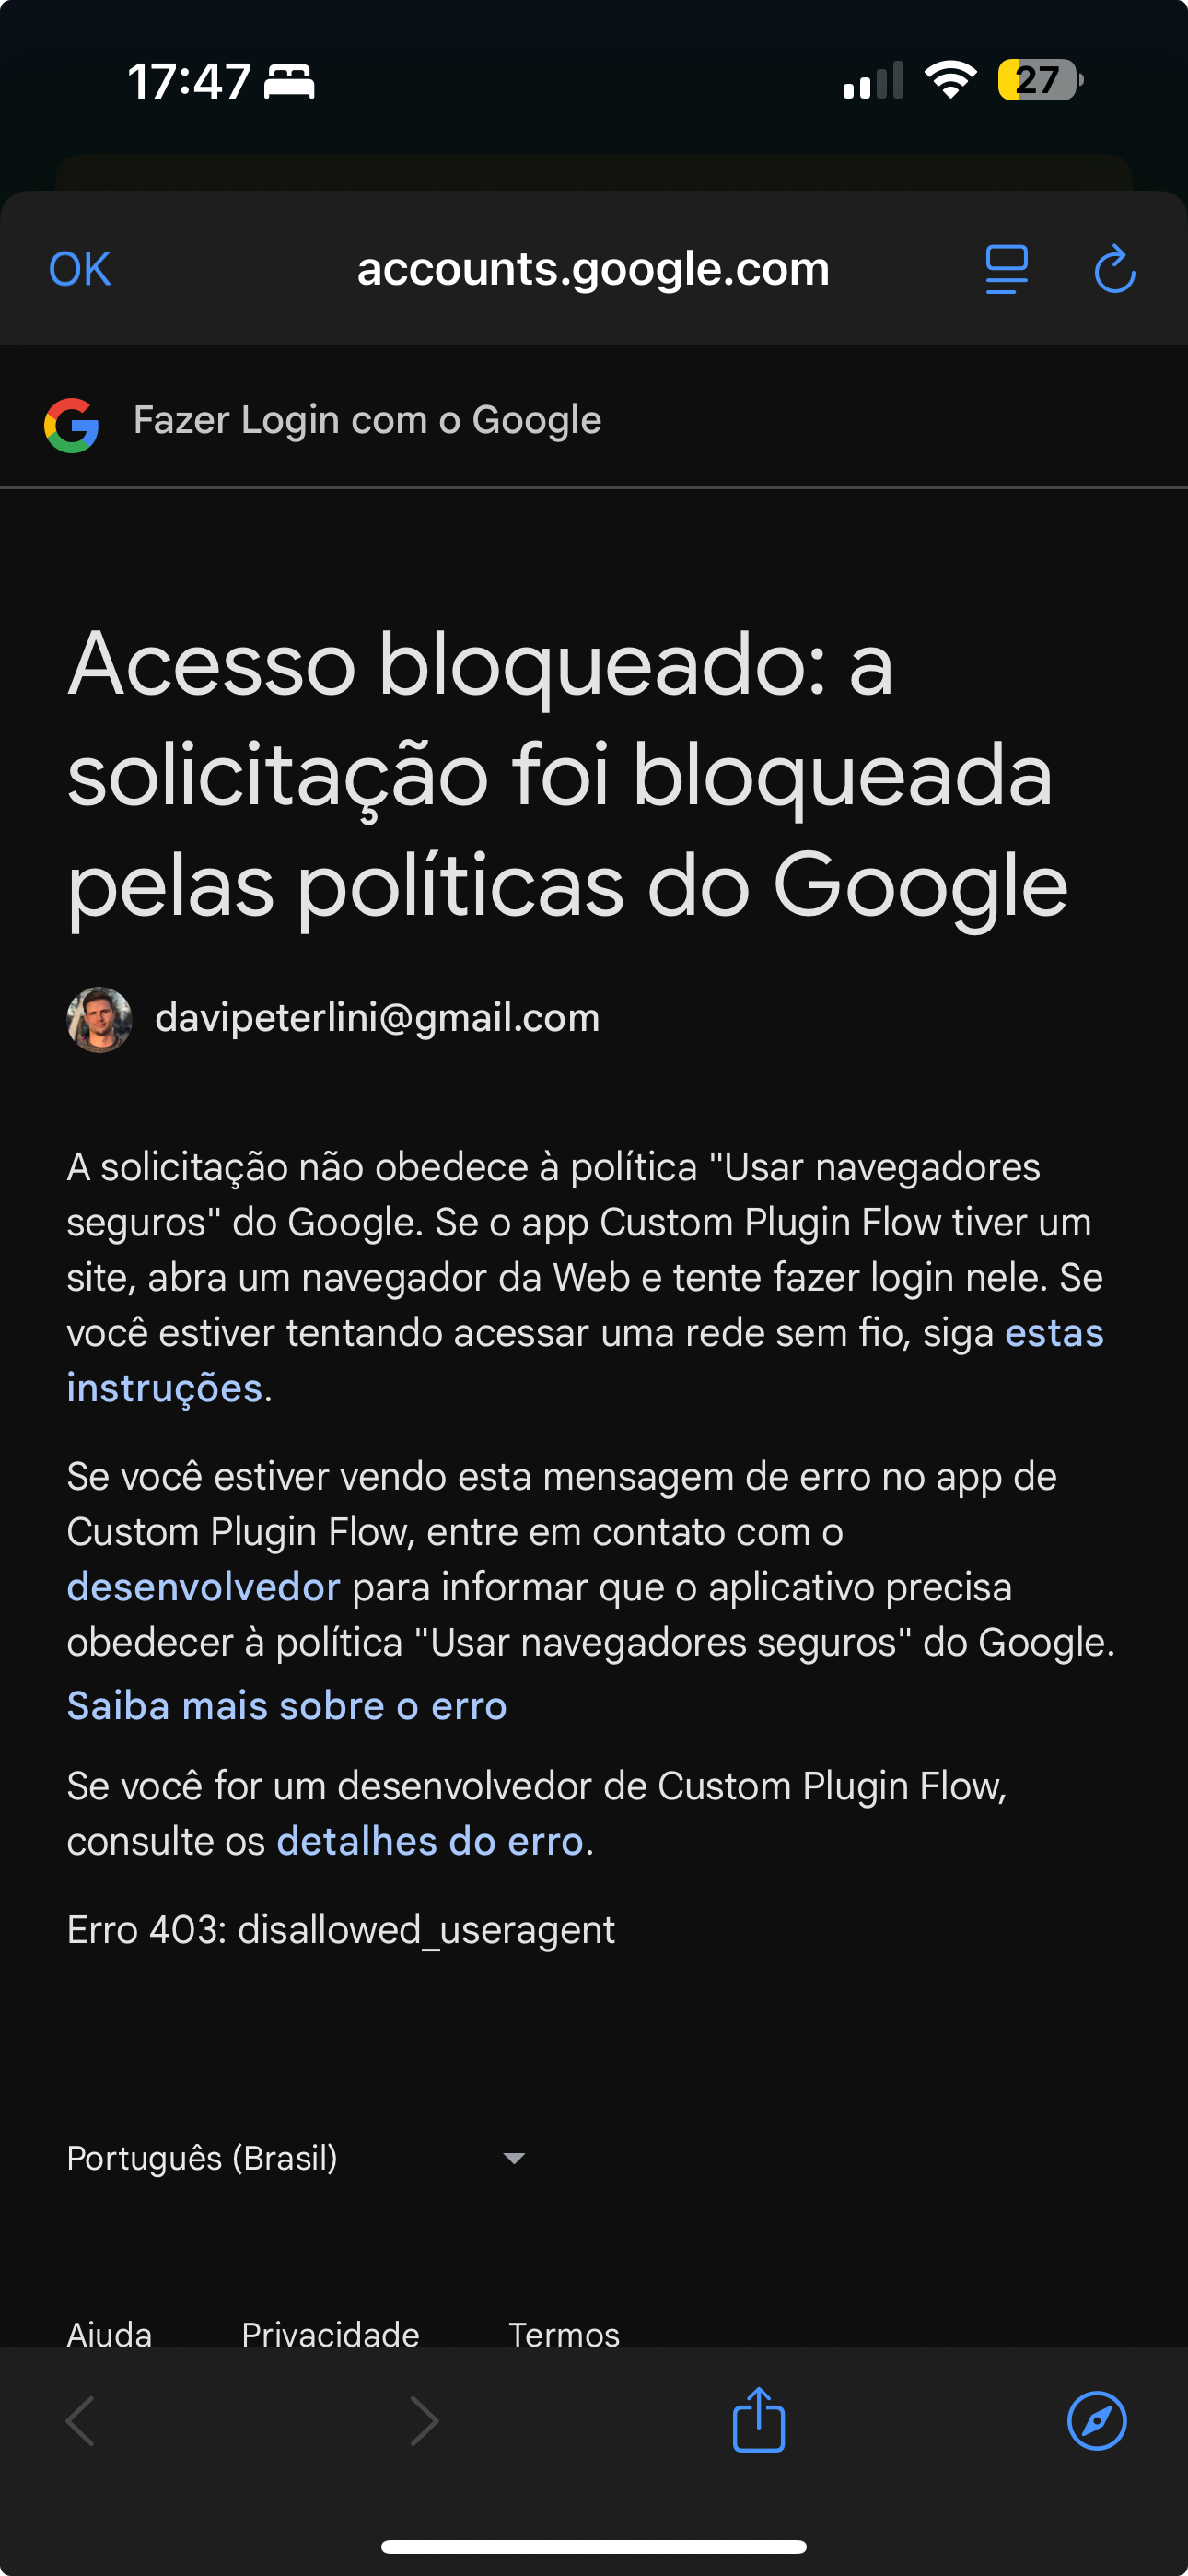 17:47
27
OK
accounts.google.com
Fazer Login com o Google
Acesso bloqueado: a
solicitação foi bloqueada
pelas políticas do Google
davipeterlini@gmail.com
A solicitação não obedece à política "Usar navegadores
seguros" do Google. Se o app Custom Plugin Flow tiver um
site, abra um navegador da Web e tente fazer login nele. Se
você estiver tentando acessar uma rede sem fio, siga estas
instruções.
Se você estiver vendo esta mensagem de erro no app de
Custom Plugin Flow, entre em contato com o
desenvolvedor para informar que o aplicativo precisa
obedecer à política "Usar navegadores seguros" do Google.
Saiba mais sobre o erro
Se você for um desenvolvedor de Custom Plugin Flow,
consulte os detalhes do erro.
Erro 403: disallowed_useragent
Português (Brasil)
Ajuda Privacidade Termos